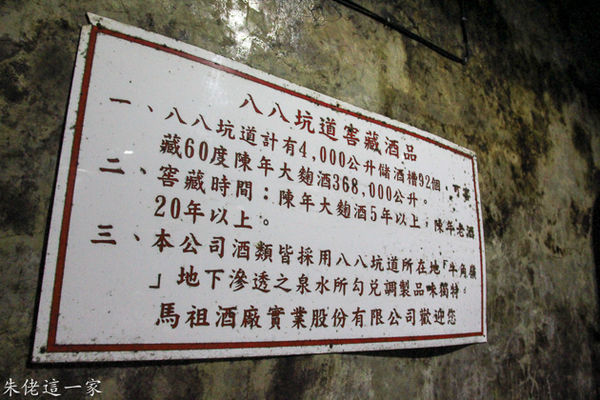 八八坑道窖藏酒品
一、八八坑道計有4,000公升儲酒槽92個，可窖
藏60度陳年大麴酒368,000公升。
二、窖藏時間：陳年大麴酒5年以上，陳年老酒
20年以上。
三、本公司酒類皆採用八八坑道所在地「牛角嶺
」地下滲透之泉水所勾兌調製品味獨特。
馬祖酒廠實業股份有限公司歡迎您
朱佬這一家